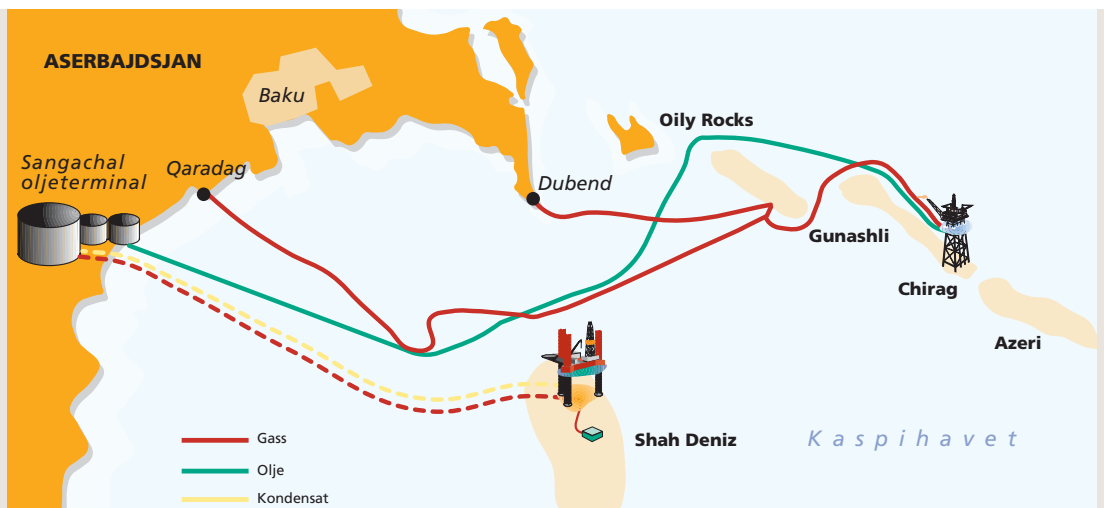 ASERBAJDSJAN
Baku
Sangachal
oljeterminal
Qaradag
Dubend
Oily Rocks
Gunashli
Chirag
Azeri
Shah Deniz
Kaspihavet
Gass
Olje
Kondensat